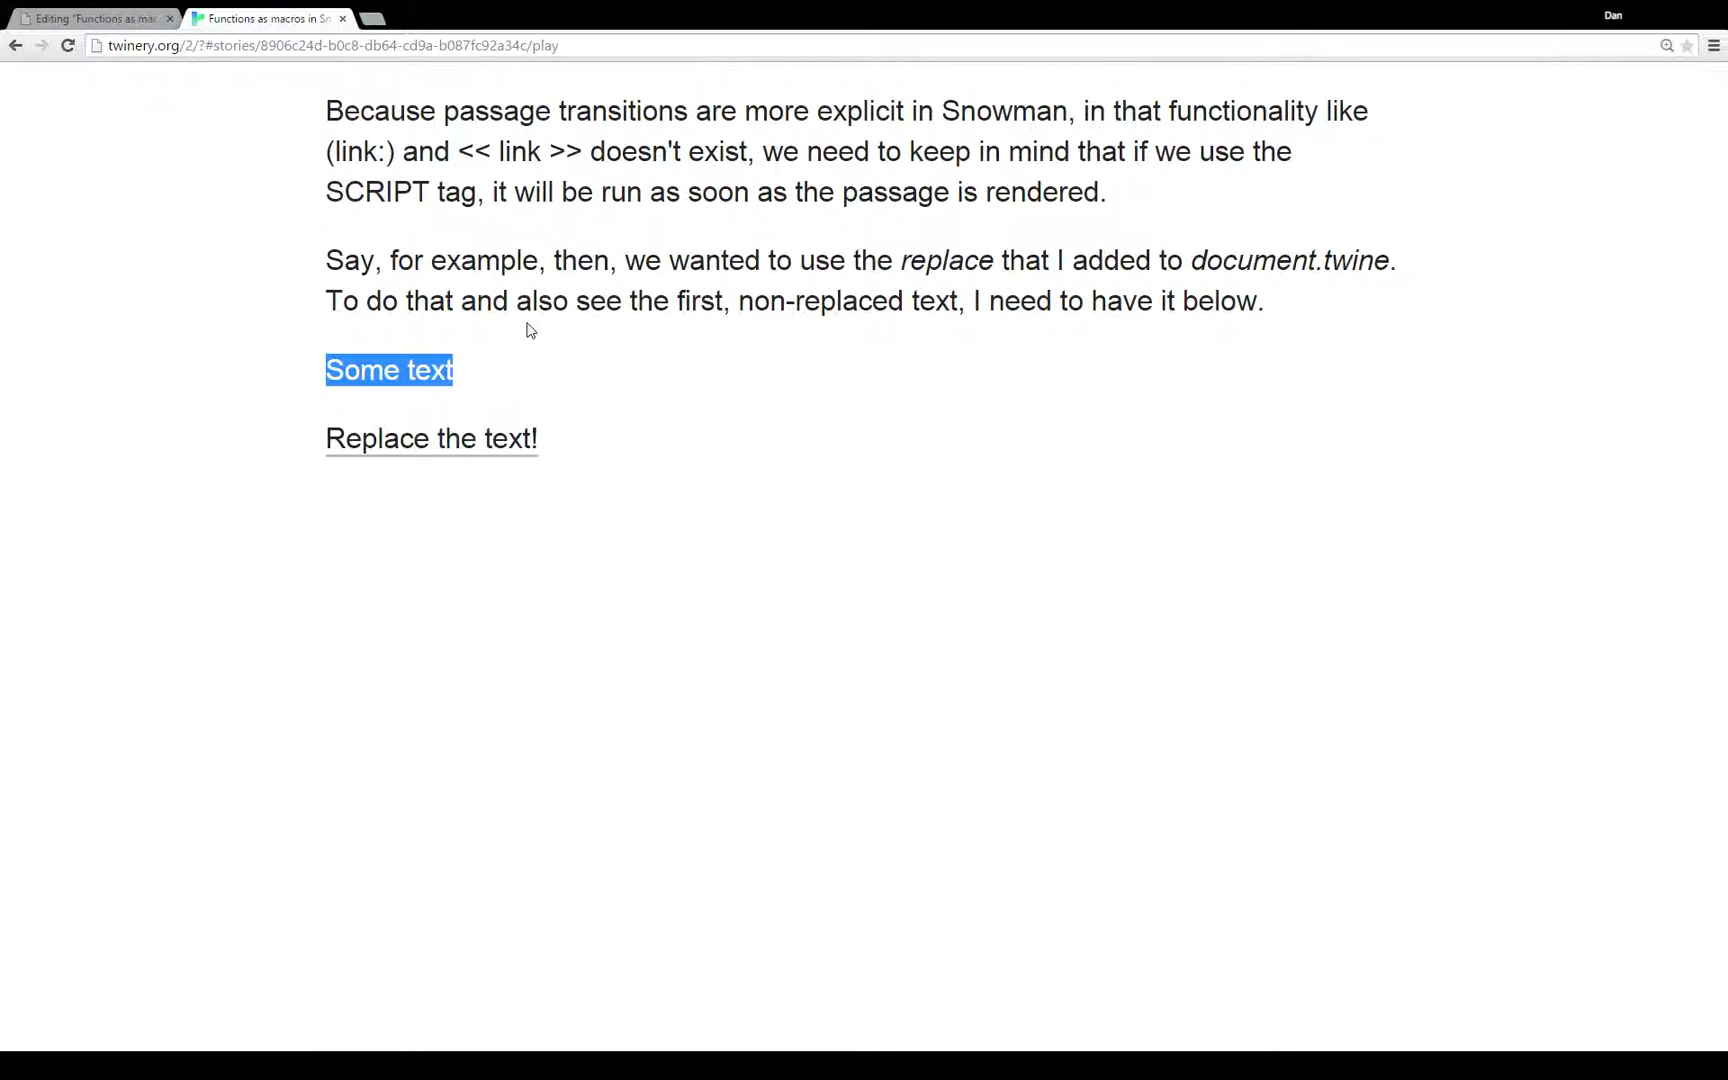 Editing "Functions as mac
Functions as macros in Sn
Dan
twinery.org/2/?#stories/8906c24d-b0c8-db64-cd9a-b087fc92a34c/play
Because passage transitions are more explicit in Snowman, in that functionality like
(link:) and << link >> doesn't exist, we need to keep in mind that if we use the
SCRIPT tag, it will be run as soon as the passage is rendered.
Say, for example, then, we wanted to use the replace that I added to document.twine.
To do that and also see the first, non-replaced text, I need to have it below.
Some text
Replace the text!